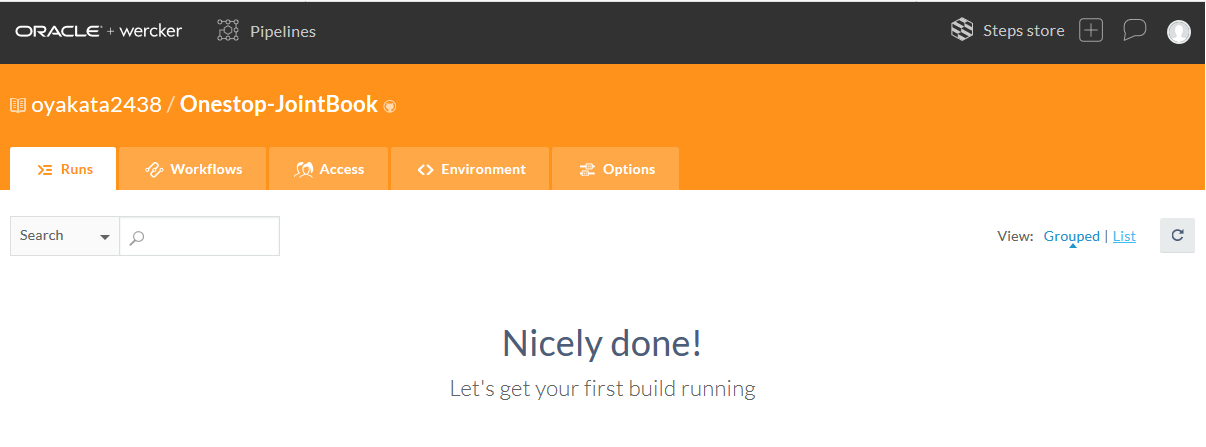 ORACLE + wercker Pipelines Steps store
oyakata2438 / Onestop-JointBook
Runs Workflows Access Environment Options
Search View: Grouped | List
Nicely done!
Let's get your first build running